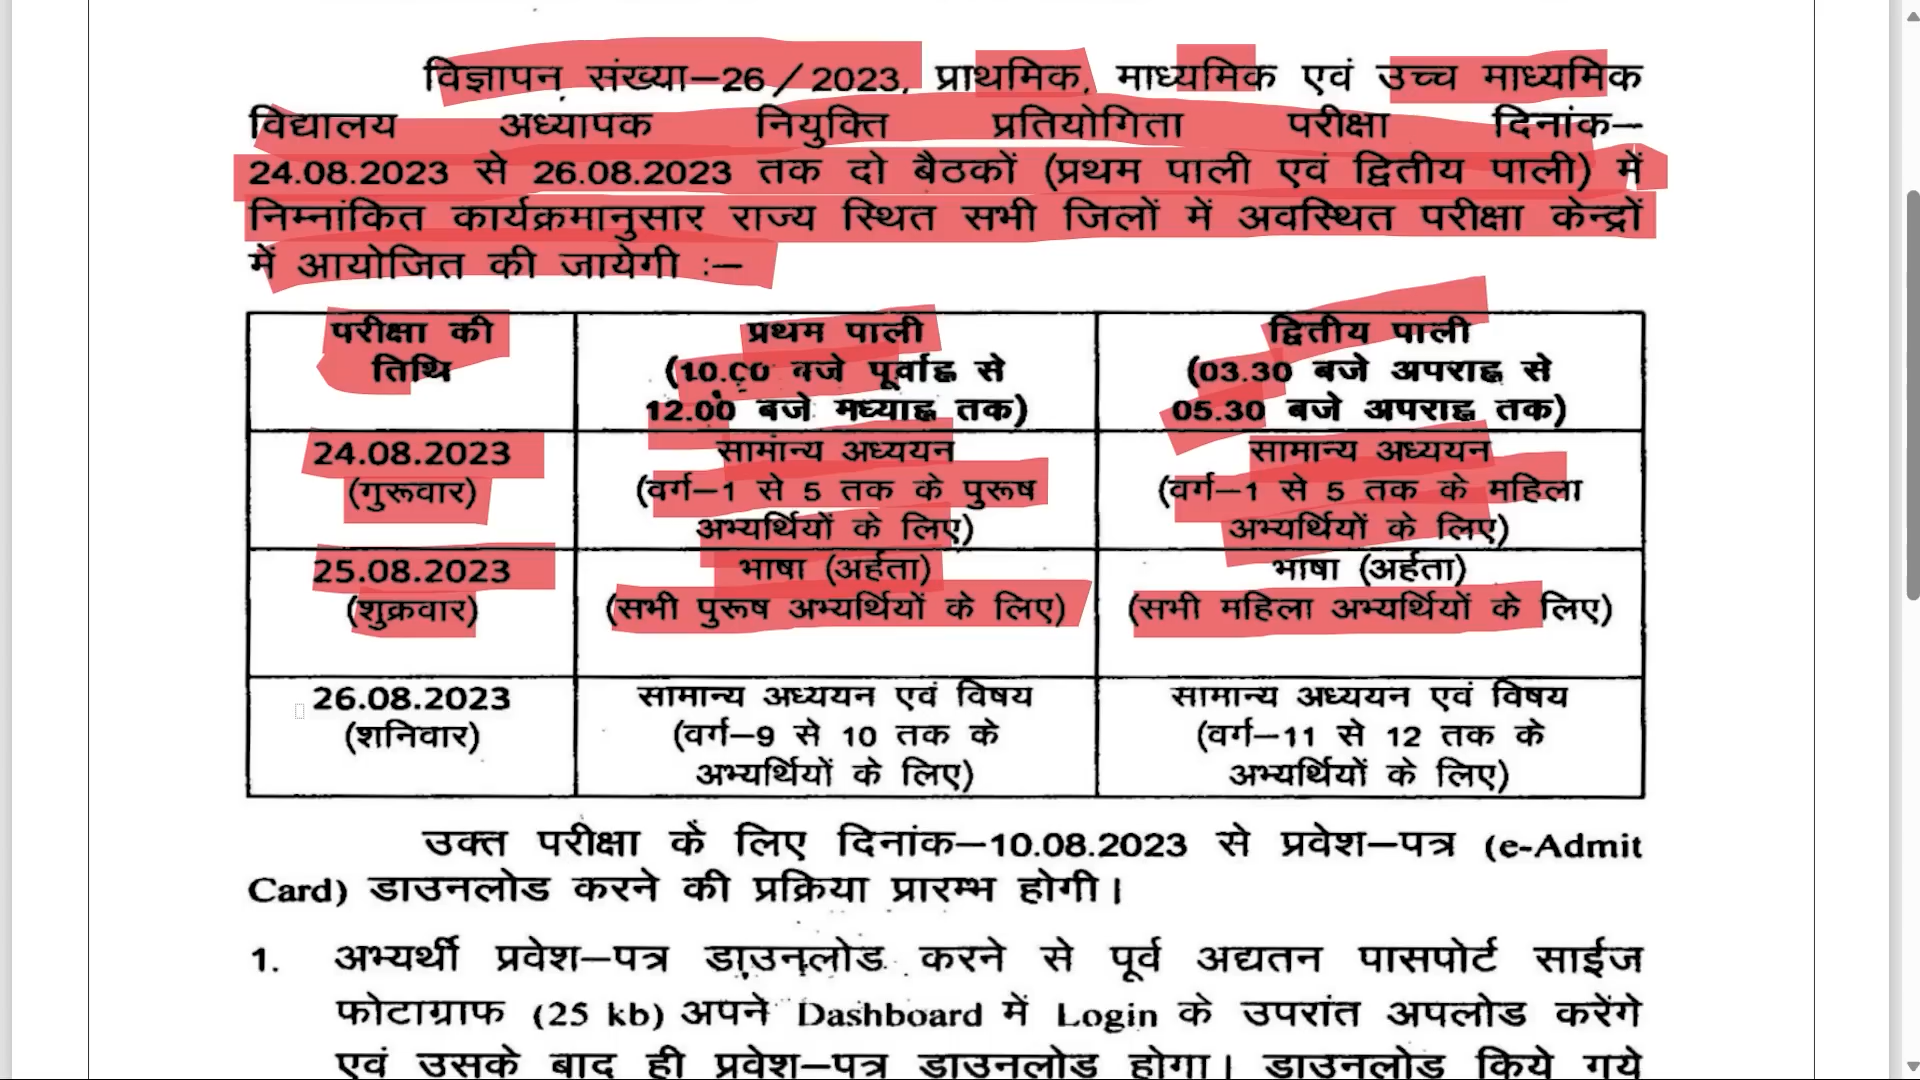 विज्ञापन संख्या–26/2023, प्राथमिक, माध्यमिक एवं उच्च माध्यमिक
विद्यालय अध्यापक नियुक्ति प्रतियोगिता परीक्षा दिनांक–
24.08.2023 से 26.08.2023 तक दो बैठकों (प्रथम पाली एवं द्वितीय पाली) में
निम्नांकित कार्यक्रमानुसार राज्य स्थित सभी जिलों में अवस्थित परीक्षा केन्द्रों
में आयोजित की जायेगी :–
परीक्षा की
तिथि
प्रथम पाली
(10.00 बजे पूर्वाह्न से
12.00 बजे मध्याह्न तक)
द्वितीय पाली
(03.30 बजे अपराह्न से
05.30 बजे अपराह्न तक)
24.08.2023
(गुरूवार)
सामान्य अध्ययन
(वर्ग–1 से 5 तक के पुरूष
अभ्यर्थियों के लिए)
सामान्य अध्ययन
(वर्ग–1 से 5 तक के महिला
अभ्यर्थियों के लिए)
25.08.2023
(शुक्रवार)
भाषा (अर्हता)
(सभी पुरूष अभ्यर्थियों के लिए)
भाषा (अर्हता)
(सभी महिला अभ्यर्थियों के लिए)
26.08.2023
(शनिवार)
सामान्य अध्ययन एवं विषय
(वर्ग–9 से 10 तक के
अभ्यर्थियों के लिए)
सामान्य अध्ययन एवं विषय
(वर्ग–11 से 12 तक के
अभ्यर्थियों के लिए)
उक्त परीक्षा के लिए दिनांक–10.08.2023 से प्रवेश–पत्र (e-Admit
Card) डाउनलोड करने की प्रक्रिया प्रारम्भ होगी।
1. अभ्यर्थी प्रवेश–पत्र डाउनलोड करने से पूर्व अद्यतन पासपोर्ट साईज
फोटोग्राफ (25 kb) अपने Dashboard में Login के उपरांत अपलोड करेंगे
एवं उसके बाद ही प्रवेश–पत्र डाउनलोड होगा। डाउनलोड किये गये